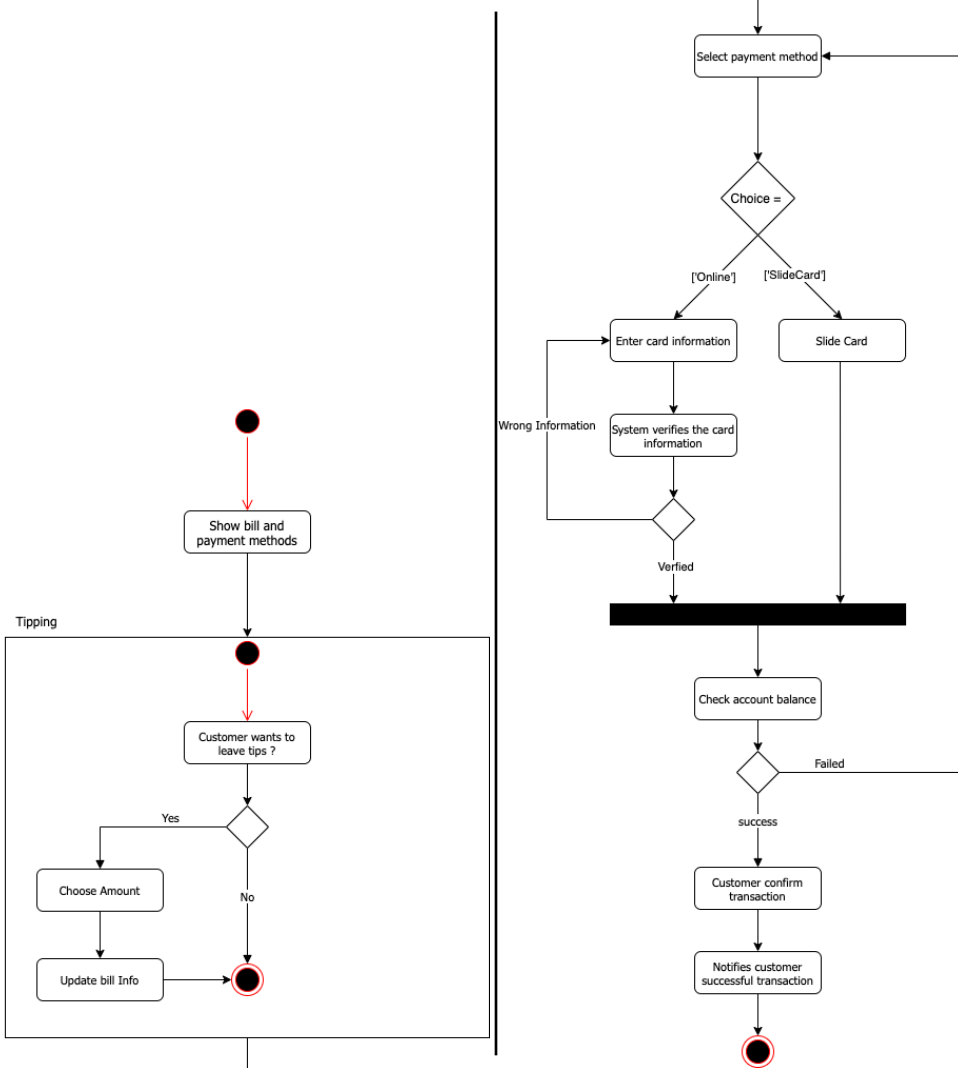 Show bill and
payment methods
Tipping
Customer wants to
leave tips ?
Yes
No
Choose Amount
Update bill Info
Select payment method
Choice =
['Online']
['SlideCard']
Enter card information
Slide Card
Wrong Information
System verifies the card
information
Verfied
Check account balance
Failed
success
Customer confirm
transaction
Notifies customer
successful transaction